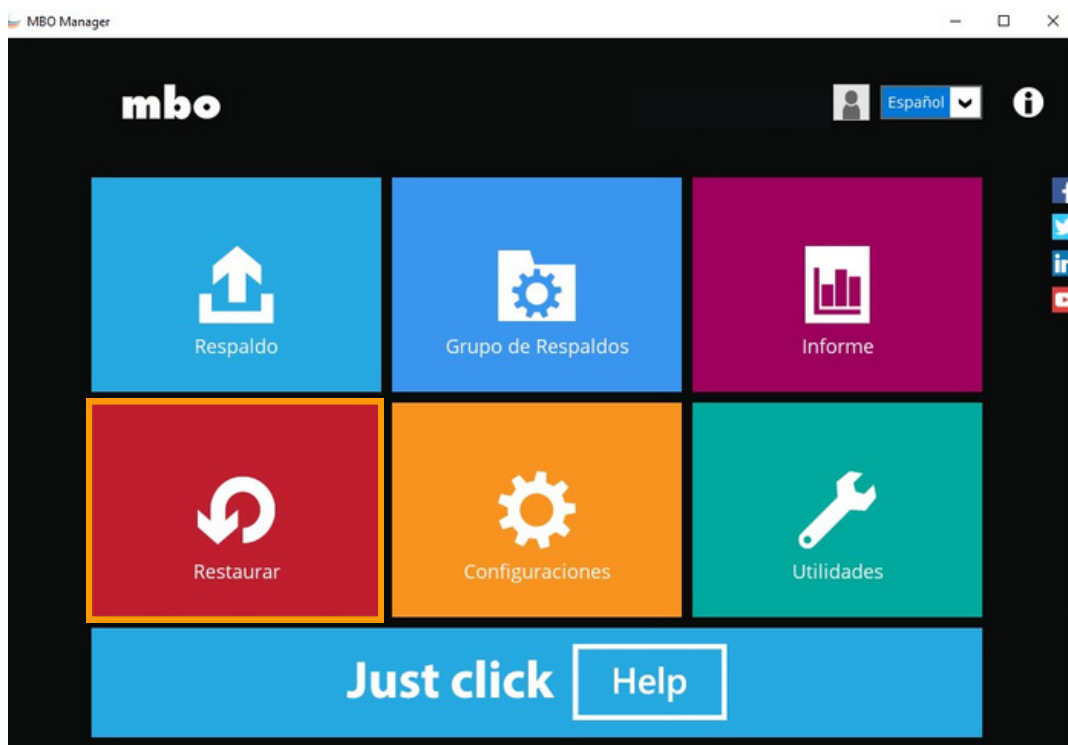 MBO Manager
mbo
Español
Respaldo
Grupo de Respaldos
Informe
Restaurar
Configuraciones
Utilidades
Just click Help